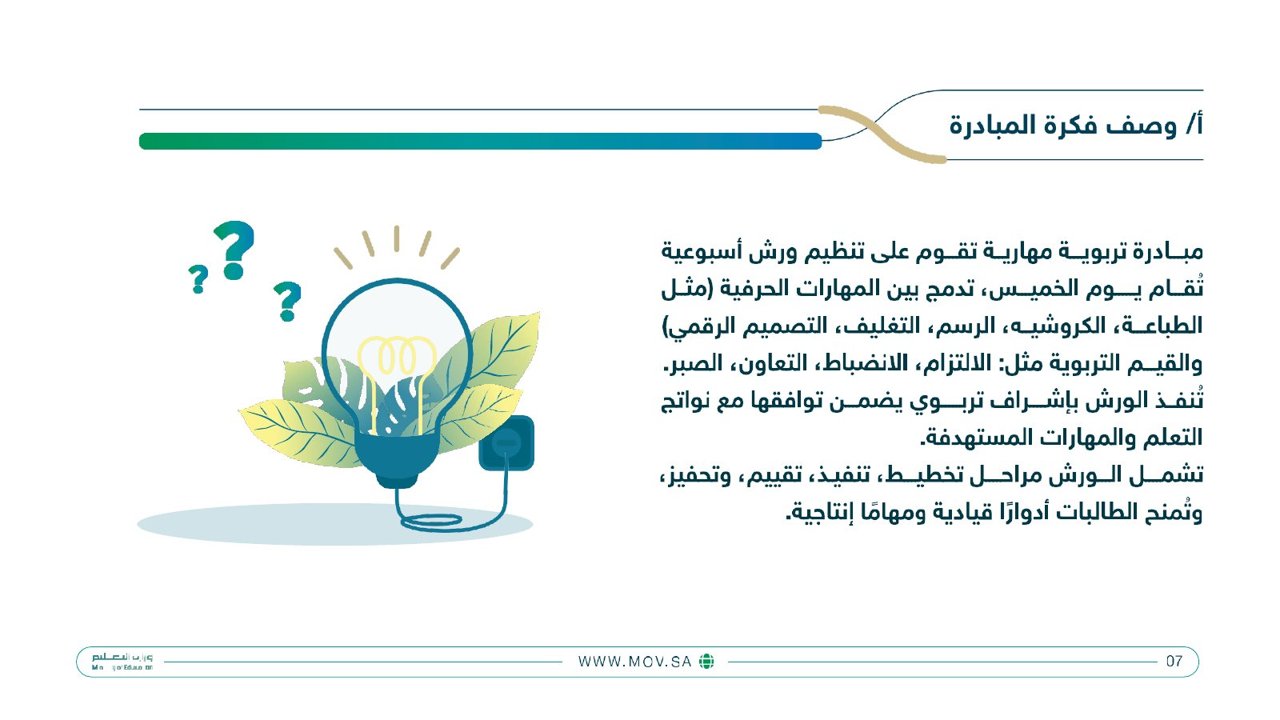 أ/ وصف فكرة المبادرة
مبادرة تربوية مهارية تقوم على تنظيم ورش أسبوعية
تُقام يوم الخميس، تدمج بين المهارات الحرفية (مثل
الطباعة، الكروشيه، الرسم، التغليف، التصميم الرقمي)
والقيم التربوية مثل: الالتزام، الانضباط، التعاون، الصبر.
تُنفذ الورش بإشراف تربوي يضمن توافقها مع نواتج
التعلم والمهارات المستهدفة.
تشمل الورش مراحل تخطيط، تنفيذ، تقييم، وتحفيز،
وتُمنح الطالبات أدوارًا قيادية ومهامًا إنتاجية.
? ? ?
وزارة التعليم
WWW.MOV.SA
07